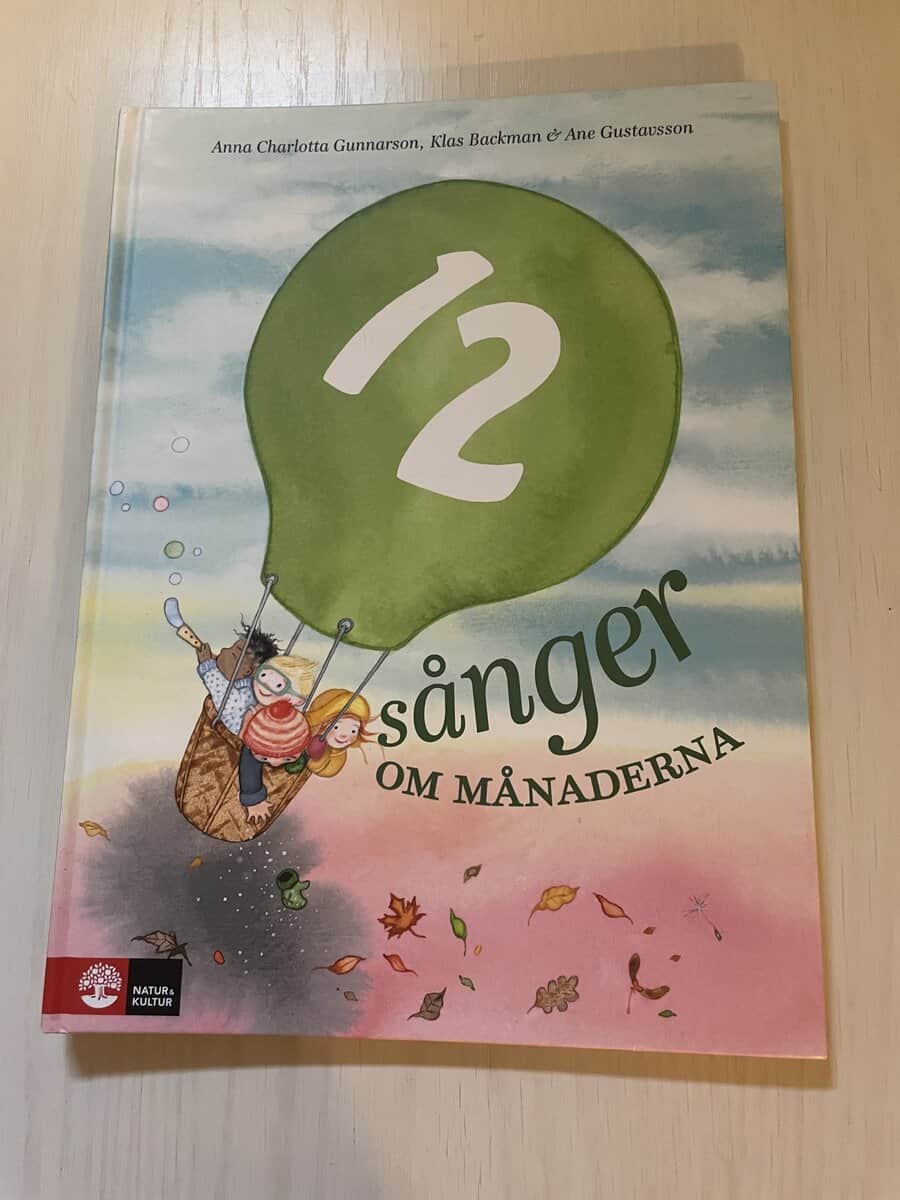 Anna Charlotta Gunnarson, Klas Backman & Ane Gustavsson
12
sånger
OM MÅNADERNA
NATUR &
KULTUR